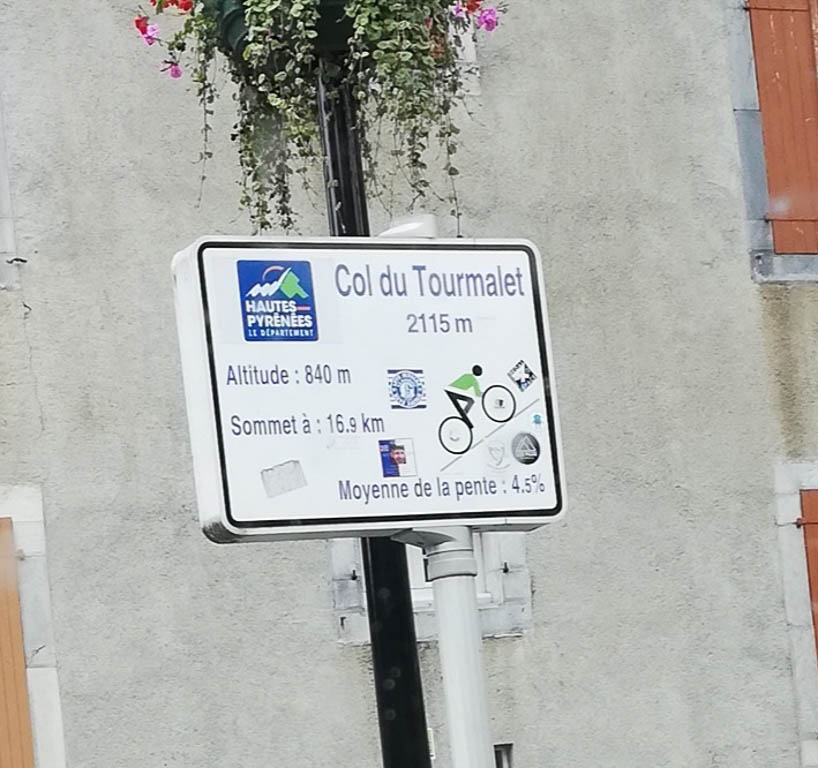 HAUTES
PYRÉNÉES
LE DÉPARTEMENT
Col du Tourmalet
2115 m
Altitude : 840 m
Sommet à : 16.9 km
Moyenne de la pente : 4.5%